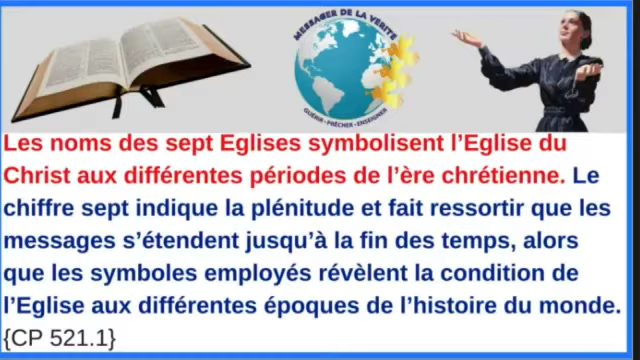 MESSAGER DE LA VERITE
GUÉRIR - PRÊCHER - ENSEIGNER
Les noms des sept Eglises symbolisent l’Eglise du
Christ aux différentes périodes de l’ère chrétienne. Le
chiffre sept indique la plénitude et fait ressortir que les
messages s’étendent jusqu’à la fin des temps, alors
que les symboles employés révèlent la condition de
l’Eglise aux différentes époques de l’histoire du monde.
{CP 521.1}